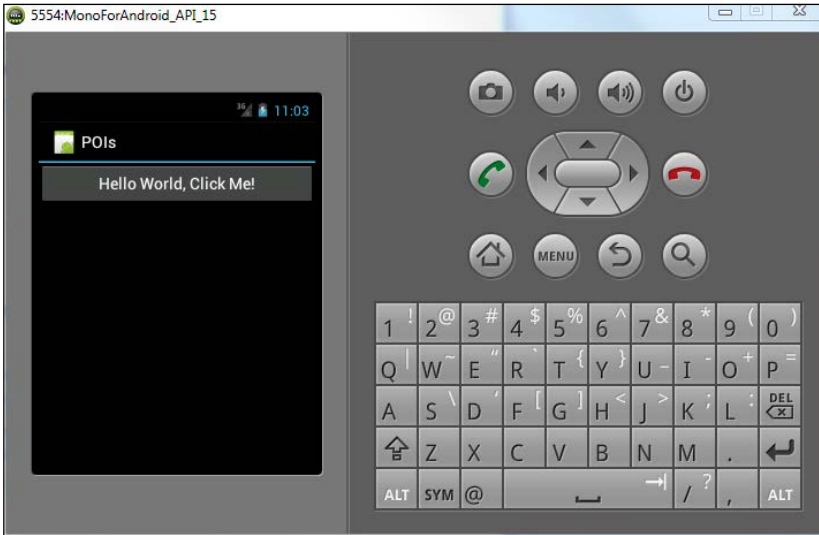 5554:MonoForAndroid_API_15
3G 11:03
POIs
Hello World, Click Me!
MENU
1 ! 2 @ 3 # 4 $ 5 % 6 ^ 7 & 8 * 9 ( 0 )
Q | W ~ E " R ` T { Y } U _ I - O + P =
A S \ D ' F [ G ] H < J > K ; L : DEL
Z X C V B N M .
ALT SYM @ / ? , ALT